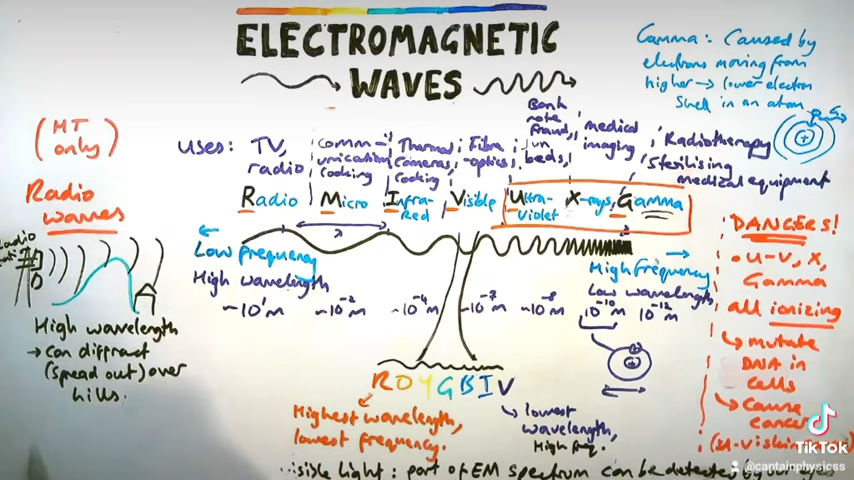 ELECTROMAGNETIC
WAVES
Gamma: Caused by
electrons moving from
higher → lower electron
shell in an atom
(HT
only)
Radio
waves
High wavelength
→ can diffract
(spread out) over
hills.
Uses:
TV,
radio
comm-
unication
cooking
Thermal
Cameras
cooking
Fibre
-optics
Bank
note
fraud,
sun
beds,
medical
imaging
Radiotherapy
Sterilising
medical equipment
Radio
Micro
Infra-
Red
Visible
Ultra-
violet
X-rays,
Gamma
← 
Low frequency
High wavelength
λ
→
High frequency
Low wavelength
~10¹m
~10⁻²m
~10⁻⁴m
~10⁻⁷m
~10⁻⁸m
10⁻¹⁰m
10⁻¹²m
ROYGBIV
Highest wavelength,
lowest frequency.
lowest
wavelength,
High freq.
DANGERS!
• U-V, X,
Gamma
all ionizing
↳ mutate
DNA in
cells
↳ Cause
cancer
isible light: part of EM spectrum can be detected by our eyes
TikTok
@captainphysicss